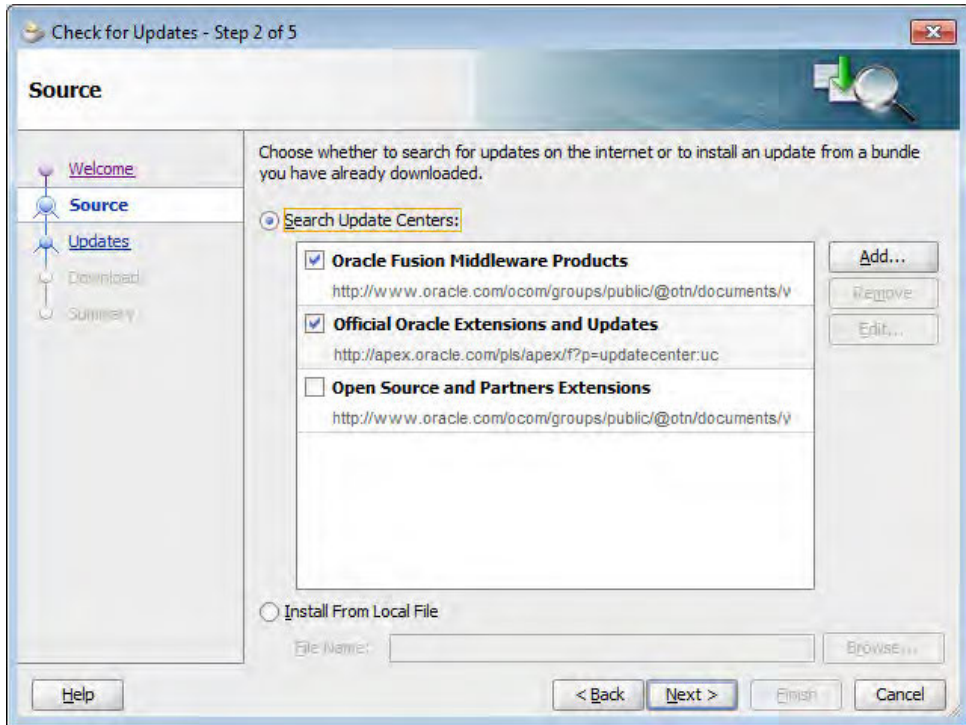 Check for Updates - Step 2 of 5
Source
Welcome
Source
Updates
Download
Summary
Choose whether to search for updates on the internet or to install an update from a bundle
you have already downloaded.
Search Update Centers:
Oracle Fusion Middleware Products
http://www.oracle.com/ocom/groups/public/@otn/documents/v
Official Oracle Extensions and Updates
http://apex.oracle.com/pls/apex/f?p=updatecenter:uc
Open Source and Partners Extensions
http://www.oracle.com/ocom/groups/public/@otn/documents/v
Add...
Remove
Edit...
Install From Local File
File Name:
Browse...
Help
< Back
Next >
Finish
Cancel